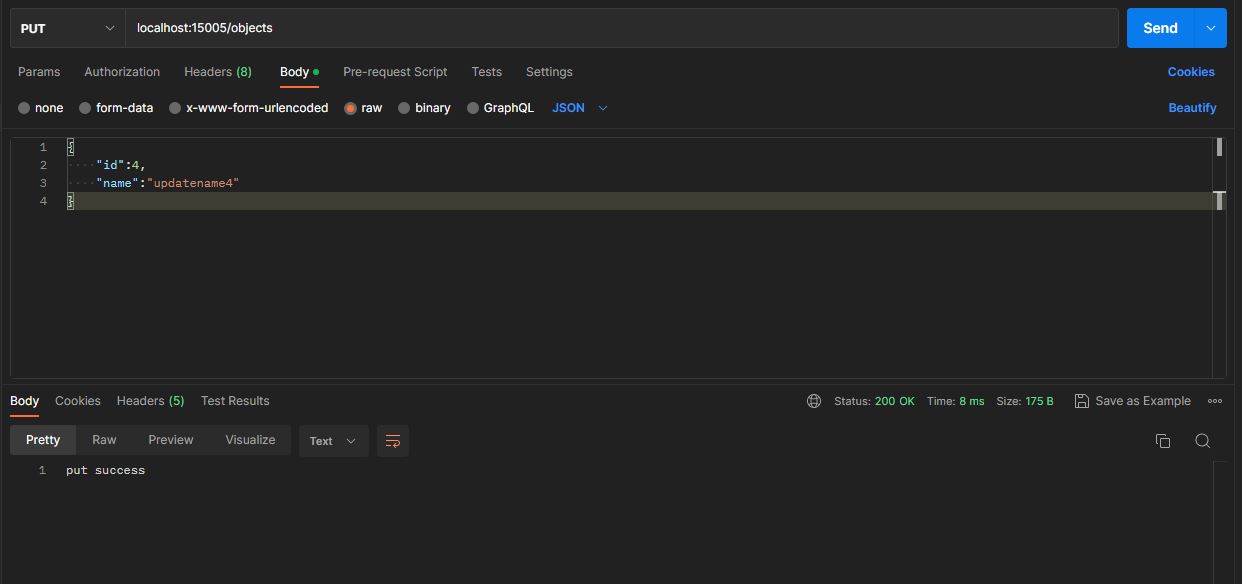 PUT localhost:15005/objects Send
Params Authorization Headers (8) Body Pre-request Script Tests Settings Cookies
none form-data x-www-form-urlencoded raw binary GraphQL JSON Beautify
1 {
2 ····"id":4,
3 ····"name":"updatename4"
4 }
Body Cookies Headers (5) Test Results Status: 200 OK Time: 8 ms Size: 175 B Save as Example
Pretty Raw Preview Visualize Text
1 put success